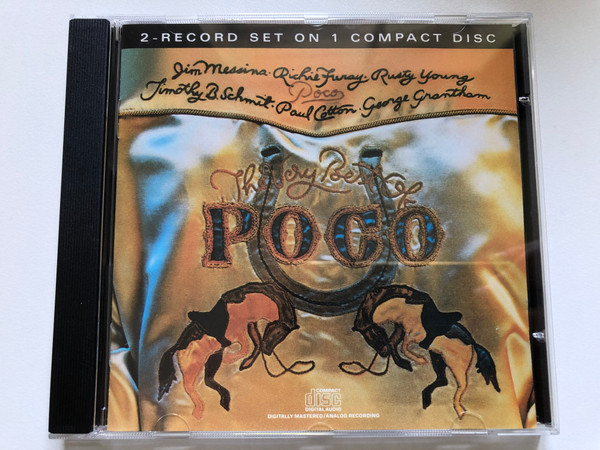 2-RECORD SET ON 1 COMPACT DISC
Jim Messina · Richie Furay · Rusty Young
Poco
Timothy B. Schmit · Paul Cotton · George Grantham
The Very Best Of
POCO
COMPACT
disc
DIGITAL AUDIO
DIGITALLY MASTERED/ANALOG RECORDING